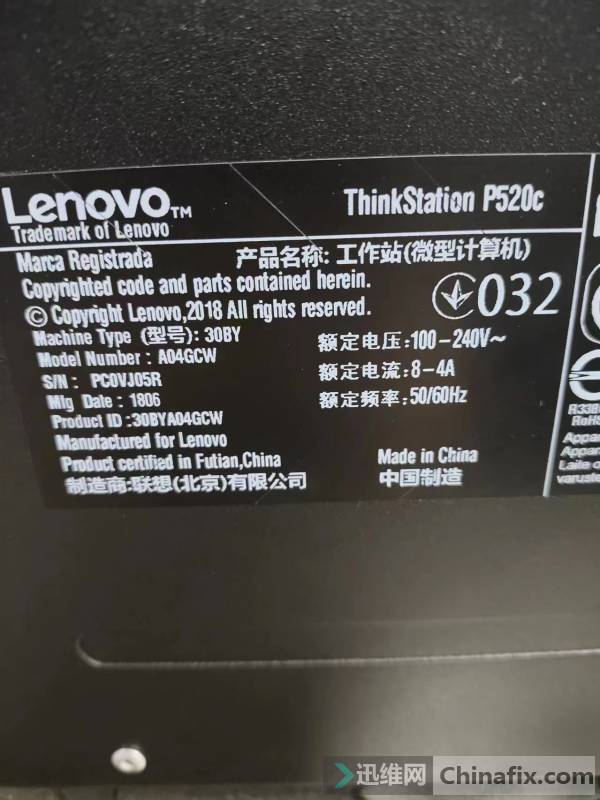 Lenovo™
ThinkStation P520c
Trademark of Lenovo
Marca Registrada
产品名称: 工作站(微型计算机)
Copyrighted code and parts contained herein.
© Copyright Lenovo,2018 All rights reserved.
032
Machine Type (型号): 30BY
额定电压:100-240V~
Model Number : A04GCW
额定电流:8-4A
S/N : PC0VJ05R
额定频率:50/60Hz
Mfg Date : 1806
Product ID :30BYA04GCW
Manufactured for Lenovo
Product certified in Futian,China
Made in China
制造商:联想(北京)有限公司
中国制造
Appar
Appar
Laite o
varuste
迅维网 Chinafix.com